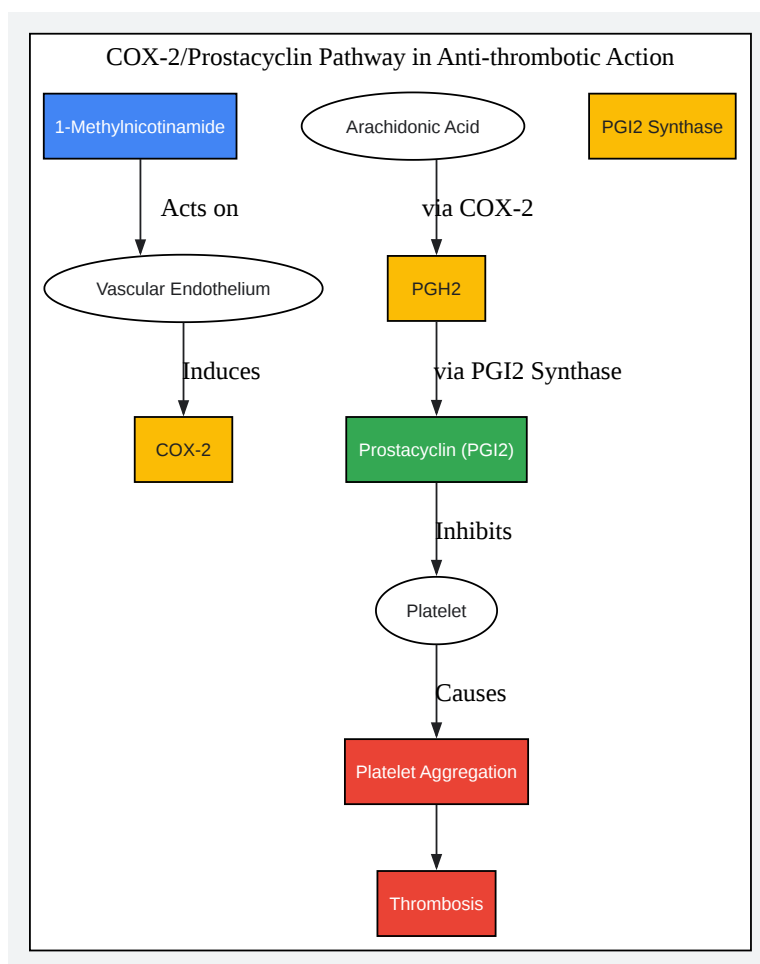 COX-2/Prostacyclin Pathway in Anti-thrombotic Action
1-Methylnicotinamide
Arachidonic Acid
PGI2 Synthase
Acts on
via COX-2
Vascular Endothelium
PGH2
Induces
via PGI2 Synthase
COX-2
Prostacyclin (PGI2)
Inhibits
Platelet
Causes
Platelet Aggregation
Thrombosis